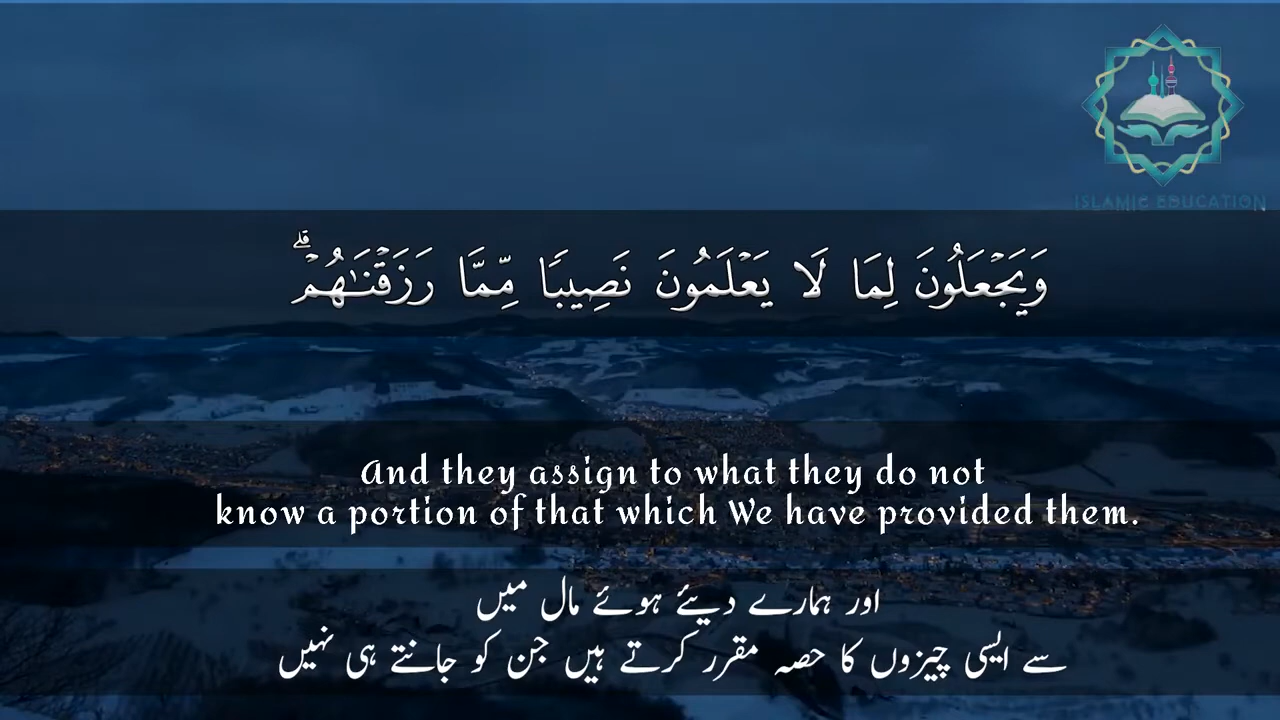 ISLAMIC EDUCATION
وَيَجْعَلُونَ لِمَا لَا يَعْلَمُونَ نَصِيبًا مِّمَّا رَزَقْنَـٰهُمْ ۗ
And they assign to what they do not
know a portion of that which We have provided them.
اور ہمارے دیئے ہوئے مال میں
سے ایسی چیزوں کا حصہ مقرر کرتے ہیں جن کو جانتے ہی نہیں